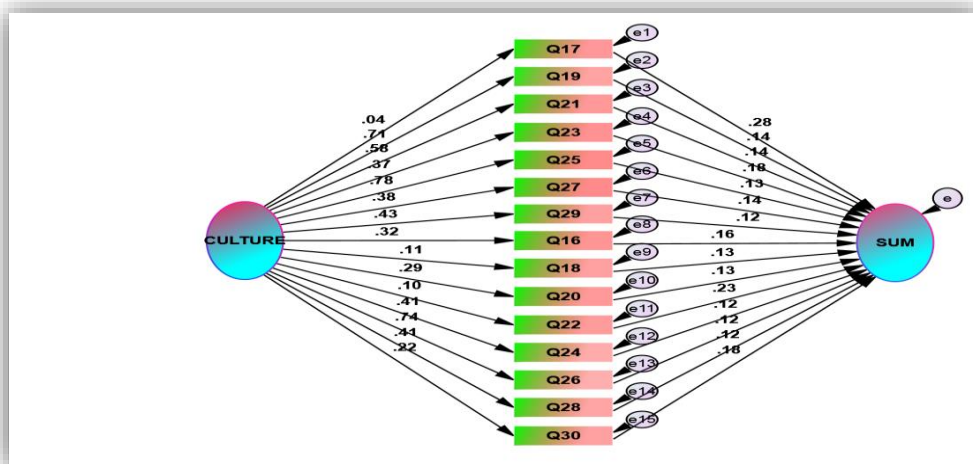 e1
Q17
e2
Q19
e3
Q21
e4
Q23
e5
Q25
e6
Q27
e7
Q29
e8
Q16
e9
Q18
e10
Q20
e11
Q22
e12
Q24
e13
Q26
e14
Q28
e15
Q30
.04
.71
.58
.37
.78
.38
.43
.32
.11
.29
.10
.41
.74
.41
.22
CULTURE
.28
.14
.14
.18
.13
.14
.12
.16
.13
.13
.23
.12
.12
.12
.18
e
SUM